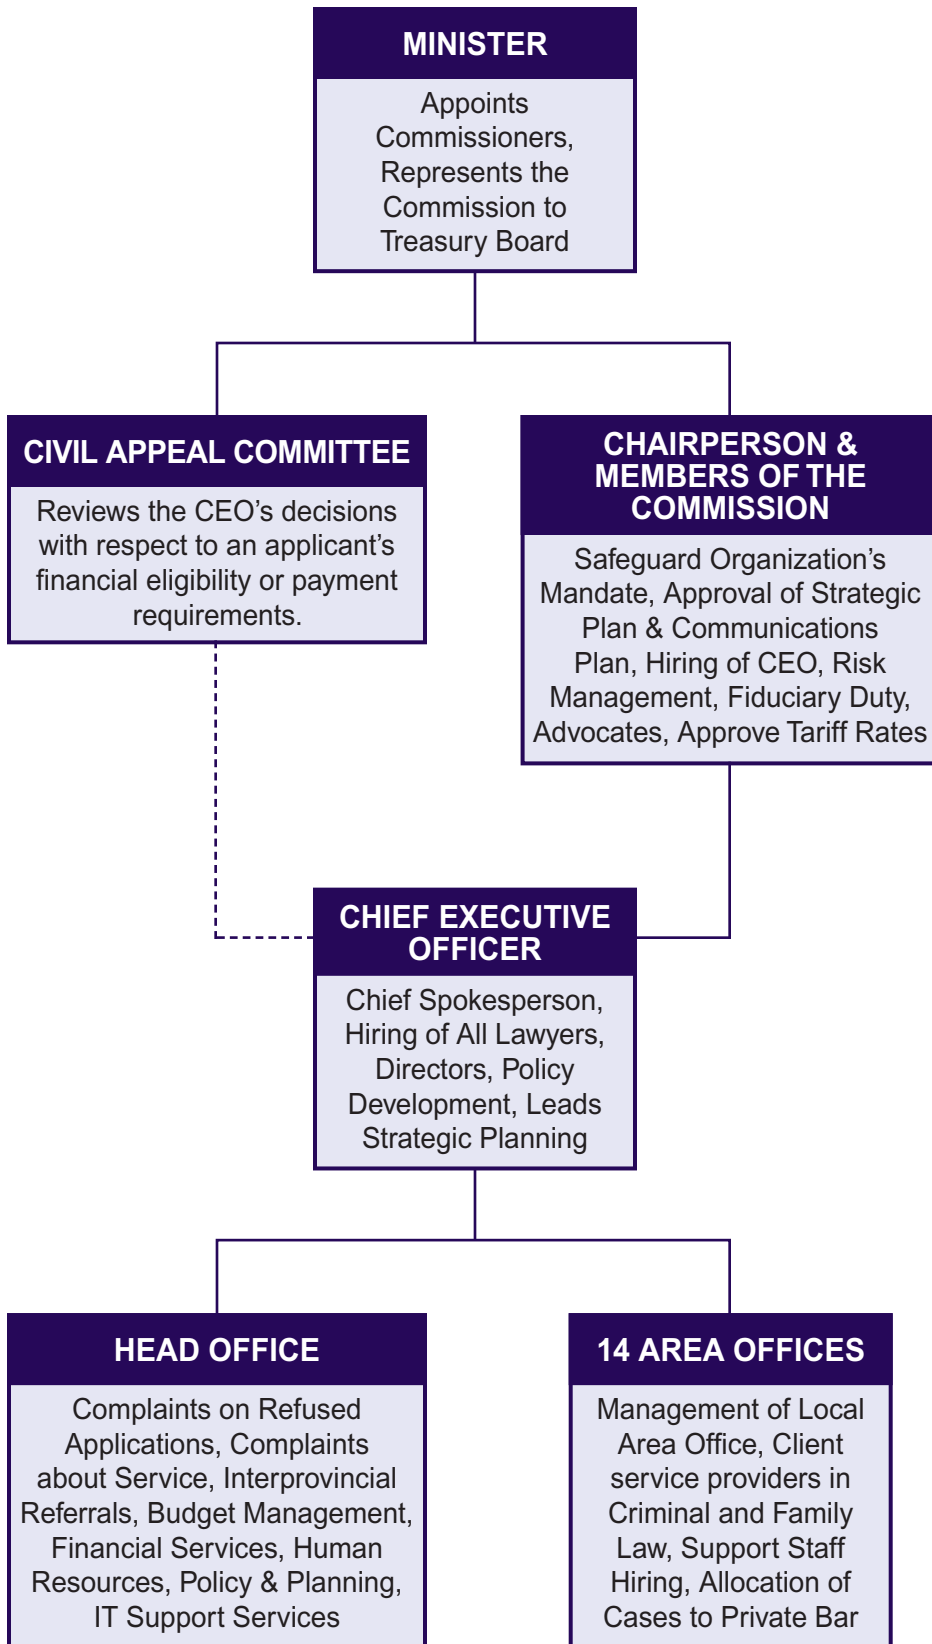 MINISTER
Appoints
Commissioners,
Represents the
Commission to
Treasury Board
CIVIL APPEAL COMMITTEE
Reviews the CEO’s decisions
with respect to an applicant’s
financial eligibility or payment
requirements.
CHAIRPERSON &
MEMBERS OF THE
COMMISSION
Safeguard Organization’s
Mandate, Approval of Strategic
Plan & Communications
Plan, Hiring of CEO, Risk
Management, Fiduciary Duty,
Advocates, Approve Tariff Rates
CHIEF EXECUTIVE
OFFICER
Chief Spokesperson,
Hiring of All Lawyers,
Directors, Policy
Development, Leads
Strategic Planning
HEAD OFFICE
Complaints on Refused
Applications, Complaints
about Service, Interprovincial
Referrals, Budget Management,
Financial Services, Human
Resources, Policy & Planning,
IT Support Services
14 AREA OFFICES
Management of Local
Area Office, Client
service providers in
Criminal and Family
Law, Support Staff
Hiring, Allocation of
Cases to Private Bar